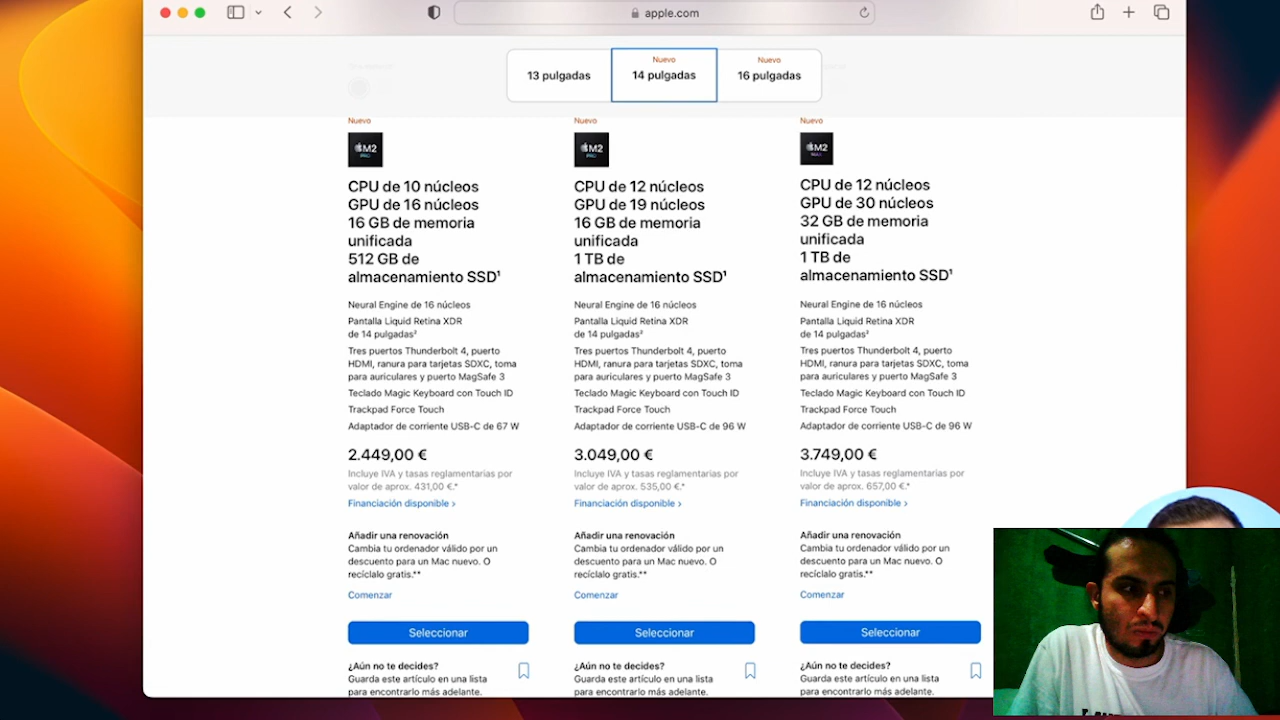 apple.com
13 pulgadas
Nuevo
14 pulgadas
Nuevo
16 pulgadas
Nuevo
M2
PRO
CPU de 10 núcleos
GPU de 16 núcleos
16 GB de memoria
unificada
512 GB de
almacenamiento SSD¹
Neural Engine de 16 núcleos
Pantalla Liquid Retina XDR
de 14 pulgadas²
Tres puertos Thunderbolt 4, puerto
HDMI, ranura para tarjetas SDXC, toma
para auriculares y puerto MagSafe 3
Teclado Magic Keyboard con Touch ID
Trackpad Force Touch
Adaptador de corriente USB-C de 67 W
2.449,00 €
Incluye IVA y tasas reglamentarias por
valor de aprox. 431,00 €.*
Financiación disponible >
Añadir una renovación
Cambia tu ordenador válido por un
descuento para un Mac nuevo. O
recíclalo gratis.**
Comenzar
Seleccionar
¿Aún no te decides?
Guarda este artículo en una lista
para encontrarlo más adelante.
Nuevo
M2
PRO
CPU de 12 núcleos
GPU de 19 núcleos
16 GB de memoria
unificada
1 TB de
almacenamiento SSD¹
Neural Engine de 16 núcleos
Pantalla Liquid Retina XDR
de 14 pulgadas²
Tres puertos Thunderbolt 4, puerto
HDMI, ranura para tarjetas SDXC, toma
para auriculares y puerto MagSafe 3
Teclado Magic Keyboard con Touch ID
Trackpad Force Touch
Adaptador de corriente USB-C de 96 W
3.049,00 €
Incluye IVA y tasas reglamentarias por
valor de aprox. 535,00 €.*
Financiación disponible >
Añadir una renovación
Cambia tu ordenador válido por un
descuento para un Mac nuevo. O
recíclalo gratis.**
Comenzar
Seleccionar
¿Aún no te decides?
Guarda este artículo en una lista
para encontrarlo más adelante.
Nuevo
M2
MAX
CPU de 12 núcleos
GPU de 30 núcleos
32 GB de memoria
unificada
1 TB de
almacenamiento SSD¹
Neural Engine de 16 núcleos
Pantalla Liquid Retina XDR
de 14 pulgadas²
Tres puertos Thunderbolt 4, puerto
HDMI, ranura para tarjetas SDXC, toma
para auriculares y puerto MagSafe 3
Teclado Magic Keyboard con Touch ID
Trackpad Force Touch
Adaptador de corriente USB-C de 96 W
3.749,00 €
Incluye IVA y tasas reglamentarias por
valor de aprox. 657,00 €.*
Financiación disponible >
Añadir una renovación
Cambia tu ordenador válido por un
descuento para un Mac nuevo. O
recíclalo gratis.**
Comenzar
Seleccionar
¿Aún no te decides?
Guarda este artículo en una lista
para encontrarlo más adelante.